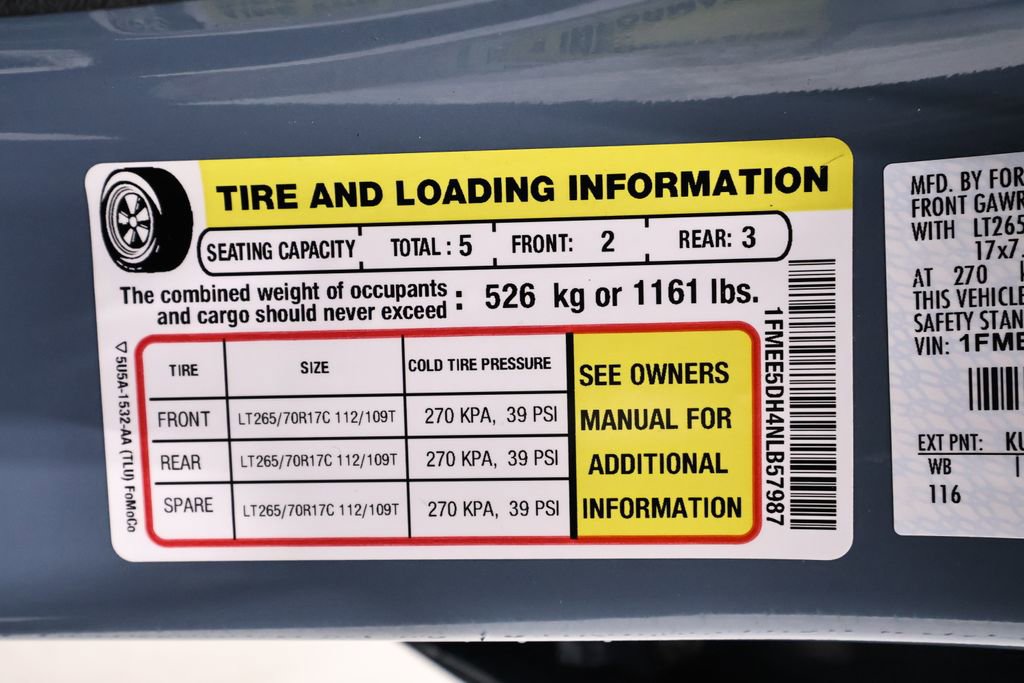 TIRE AND LOADING INFORMATION
SEATING CAPACITY TOTAL : 5 FRONT: 2 REAR: 3
The combined weight of occupants
and cargo should never exceed : 526 kg or 1161 lbs.
TIRE SIZE COLD TIRE PRESSURE
FRONT LT265/70R17C 112/109T 270 KPA, 39 PSI
REAR LT265/70R17C 112/109T 270 KPA, 39 PSI
SPARE LT265/70R17C 112/109T 270 KPA, 39 PSI
SEE OWNERS
MANUAL FOR
ADDITIONAL
INFORMATION
1FMEE5DH4NLB57987
5U5A-1532-AA (TLU) FoMoCo
MFD. BY FOR
FRONT GAWR
WITH LT265
17x7
AT 270
THIS VEHICLE
SAFETY STAN
VIN: 1FME
EXT PNT: KU
WB
116